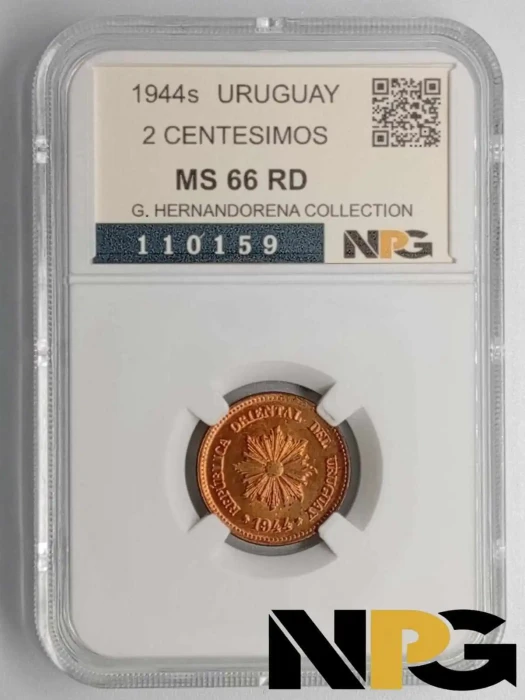 1944s URUGUAY
2 CENTESIMOS
MS 66 RD
G. HERNANDORENA COLLECTION
110159 NPG
REPUBLICA ORIENTAL DEL URUGUAY
1944
NPG